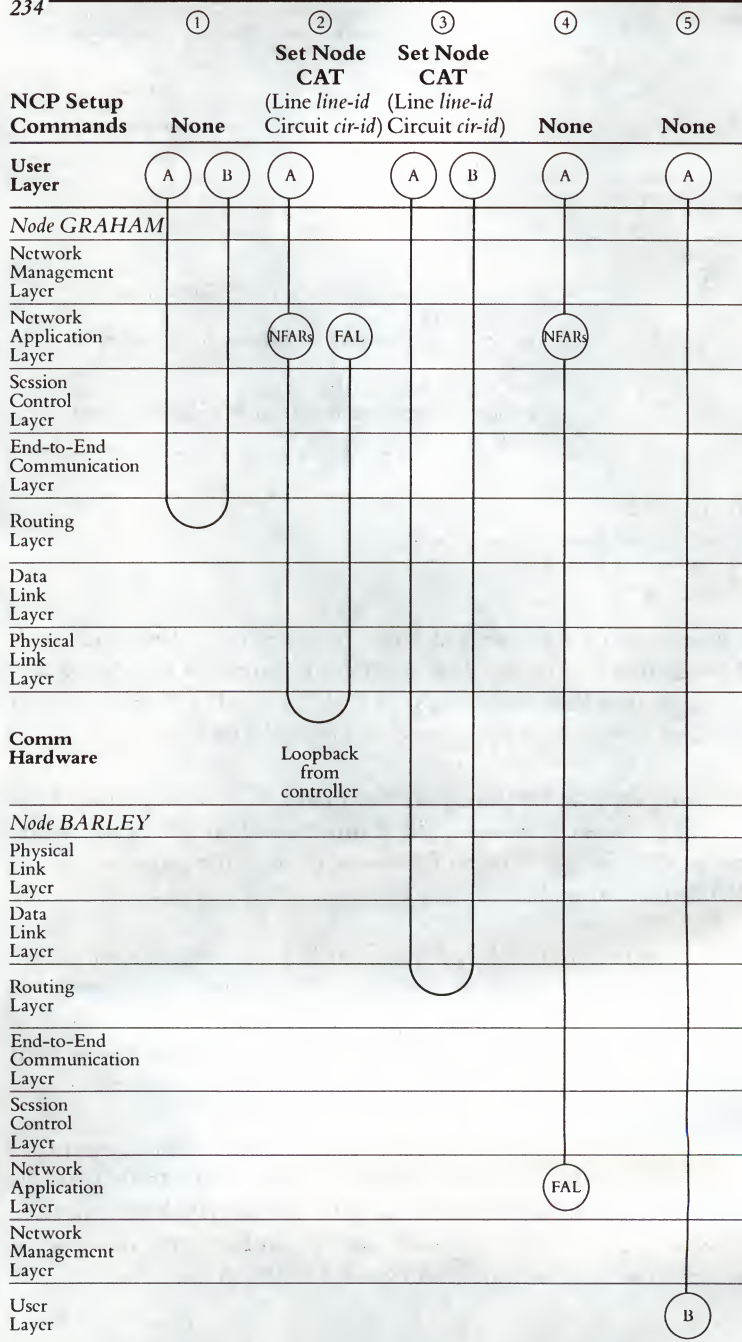 234
① ② ③ ④ ⑤
Set Node Set Node
CAT CAT
NCP Setup (Line line-id (Line line-id
Commands None Circuit cir-id) Circuit cir-id) None None
User
Layer
A B A A B A A
Node GRAHAM
Network
Management
Layer
Network
Application
Layer
NFARs FAL NFARs
Session
Control
Layer
End-to-End
Communication
Layer
Routing
Layer
Data
Link
Layer
Physical
Link
Layer
Comm
Hardware
Loopback
from
controller
Node BARLEY
Physical
Link
Layer
Data
Link
Layer
Routing
Layer
End-to-End
Communication
Layer
Session
Control
Layer
Network
Application
Layer
FAL
Network
Management
Layer
User
Layer
B